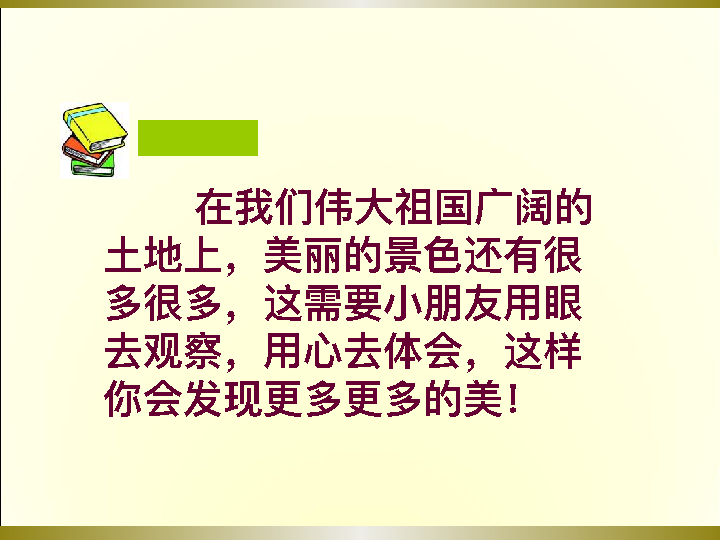 在我们伟大祖国广阔的
土地上，美丽的景色还有很
多很多，这需要小朋友用眼
去观察，用心去体会，这样
你会发现更多更多的美！